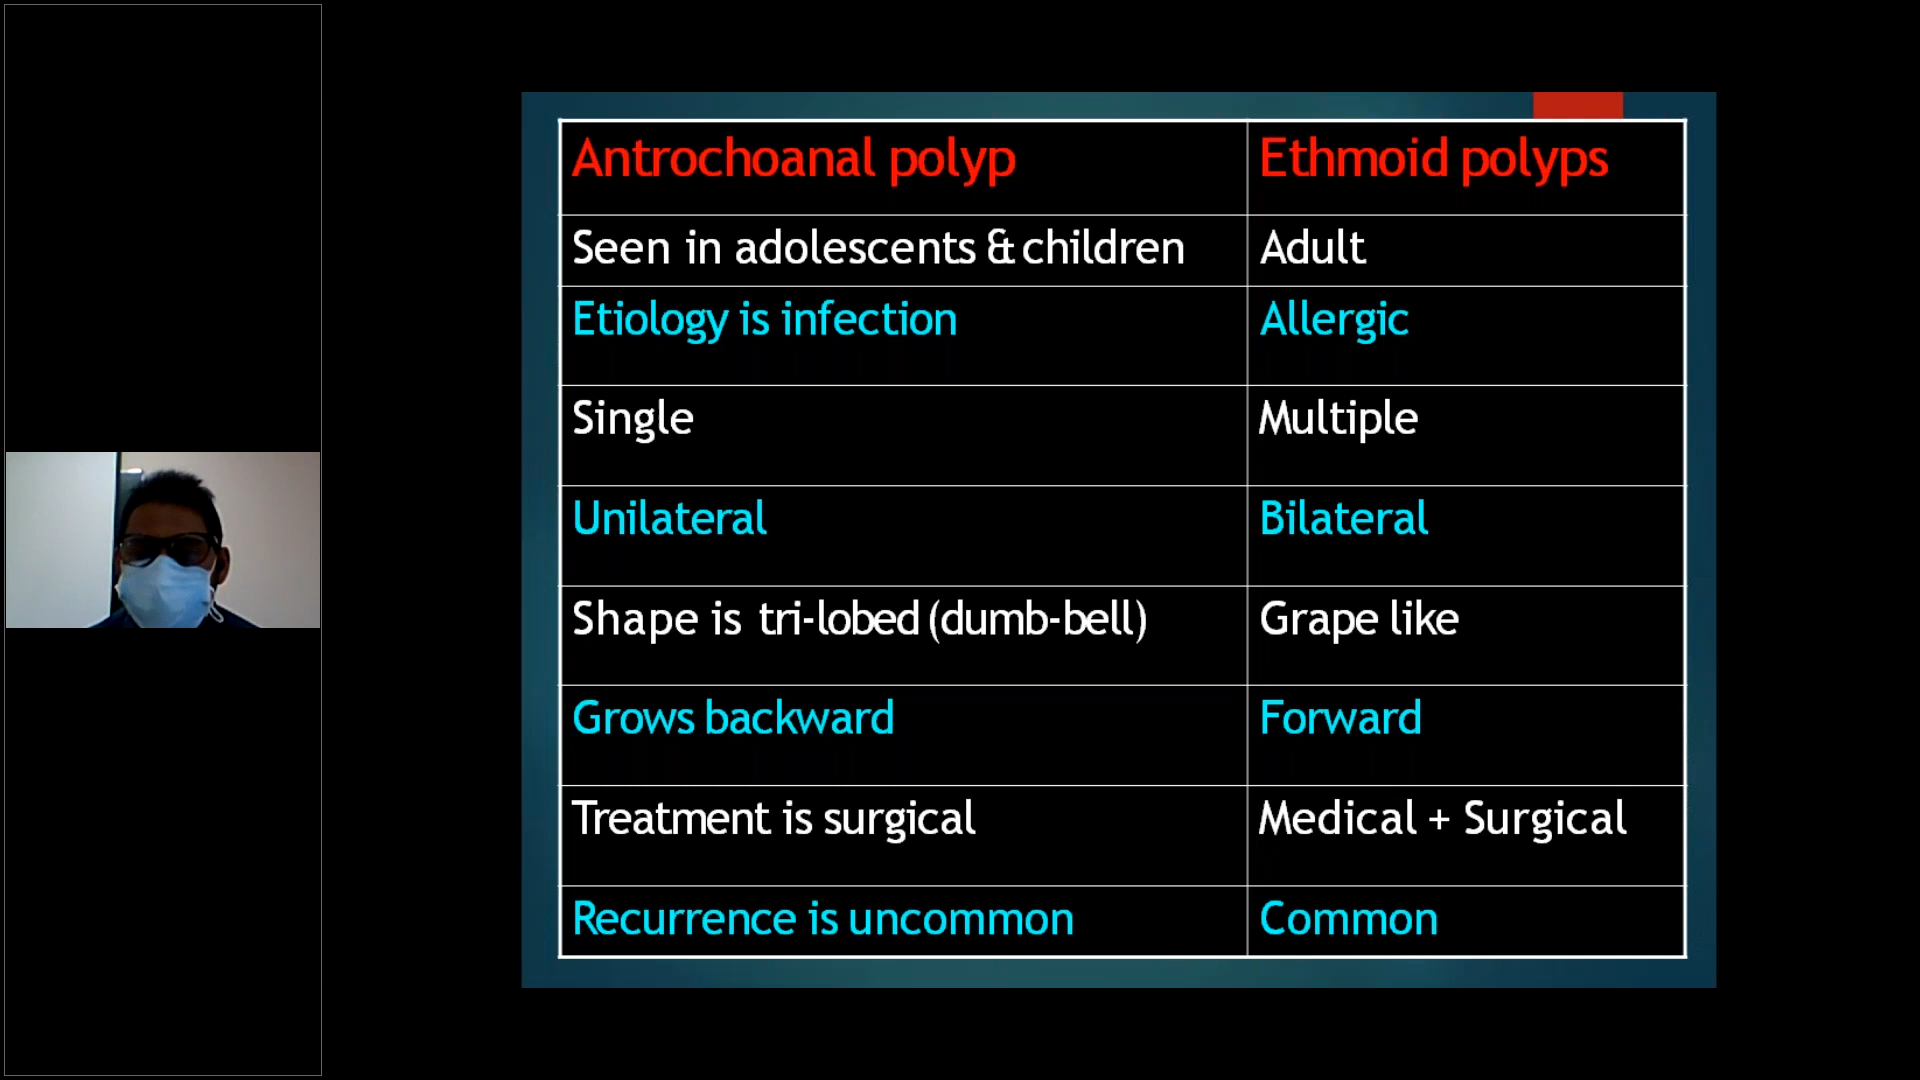 Antrochoanal polyp Ethmoid polyps
Seen in adolescents & children Adult
Etiology is infection Allergic
Single Multiple
Unilateral Bilateral
Shape is tri-lobed (dumb-bell) Grape like
Grows backward Forward
Treatment is surgical Medical + Surgical
Recurrence is uncommon Common